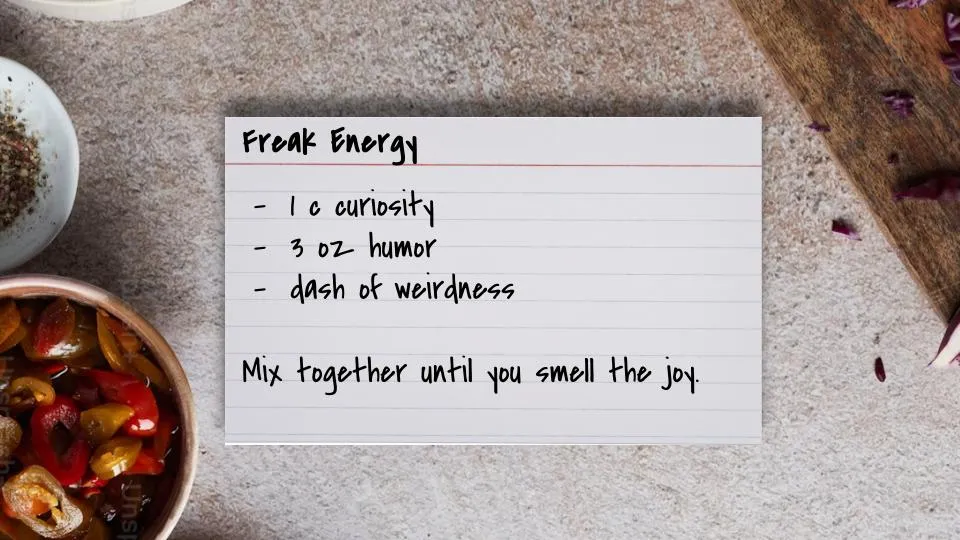 Freak Energy
- 1 c curiosity
- 3 oz humor
- dash of weirdness
Mix together until you smell the joy.